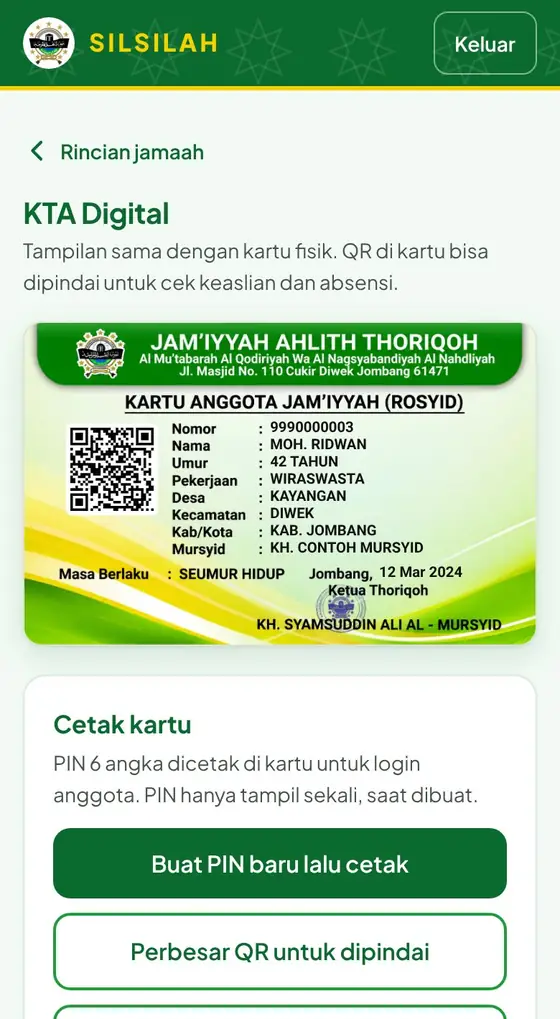 SILSILAH
Keluar
Rincian jamaah
KTA Digital
Tampilan sama dengan kartu fisik. QR di kartu bisa
dipindai untuk cek keaslian dan absensi.
JAM'IYYAH AHLITH THORIQOH
Al Mu'tabarah Al Qodiriyah Wa Al Naqsyabandiyah Al Nahdliyah
Jl. Masjid No. 110 Cukir Diwek Jombang 61471
KARTU ANGGOTA JAM'IYYAH (ROSYID)
Nomor : 9990000003
Nama : MOH. RIDWAN
Umur : 42 TAHUN
Pekerjaan : WIRASWASTA
Desa : KAYANGAN
Kecamatan : DIWEK
Kab/Kota : KAB. JOMBANG
Mursyid : KH. CONTOH MURSYID
Masa Berlaku : SEUMUR HIDUP Jombang, 12 Mar 2024
Ketua Thoriqoh
KH. SYAMSUDDIN ALI AL - MURSYID
Cetak kartu
PIN 6 angka dicetak di kartu untuk login
anggota. PIN hanya tampil sekali, saat dibuat.
Buat PIN baru lalu cetak
Perbesar QR untuk dipindai